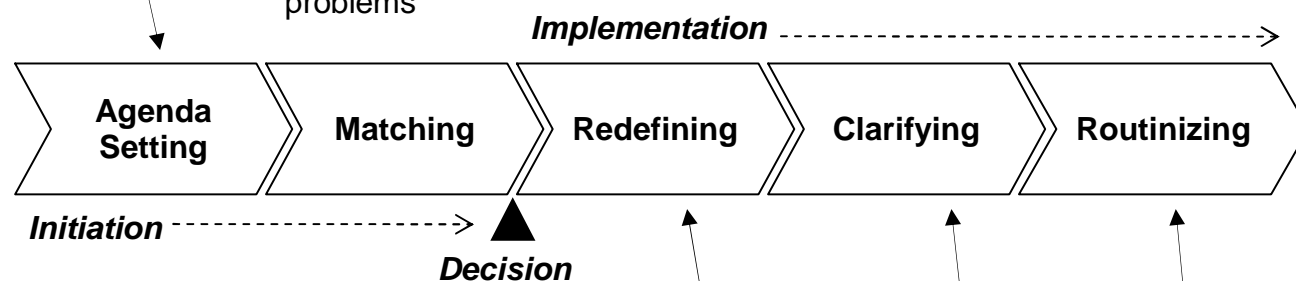 problems
Implementation
Agenda
Setting
Matching
Redefining
Clarifying
Routinizing
Initiation
Decision